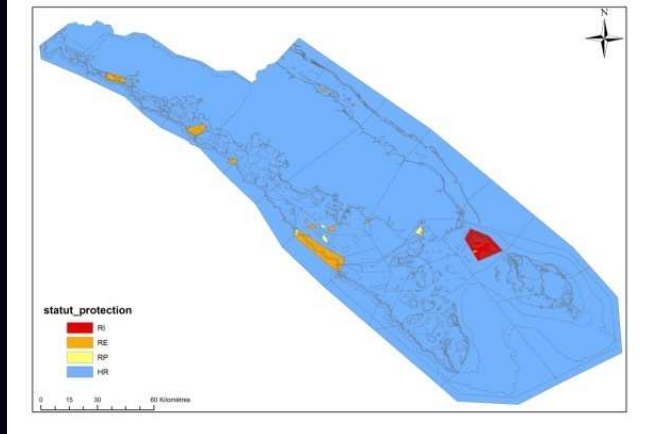 N
statut_protection
RI
RE
RP
HR
0 15 30 60 Kilomètres